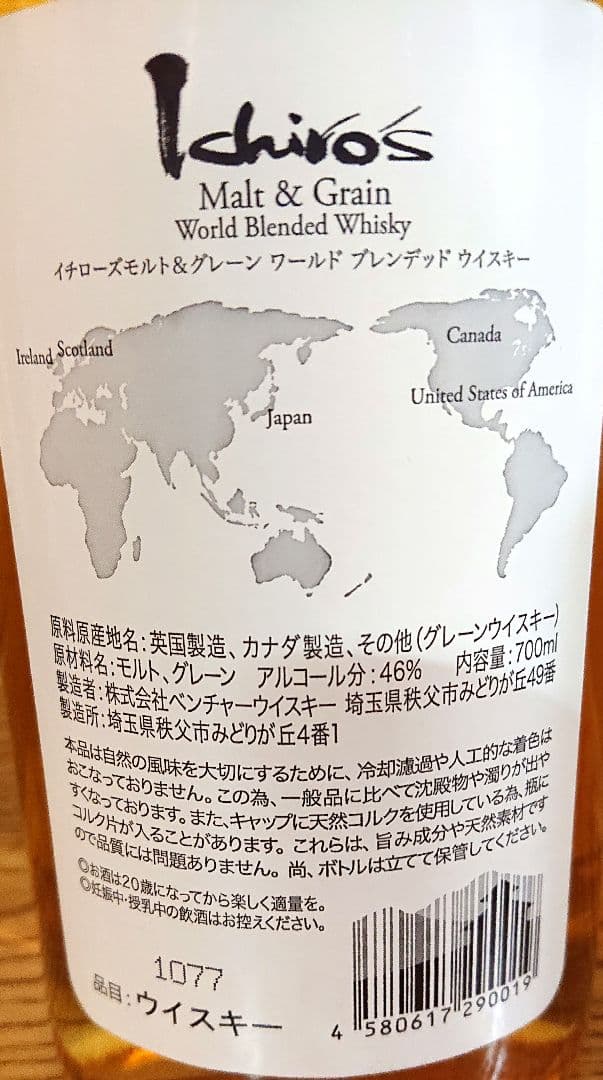 Ichiro's
Malt & Grain
World Blended Whisky
イチローズモルト&グレーン ワールド ブレンデッド ウイスキー
Ireland Scotland
Canada
United States of America
Japan
原料原産地名:英国製造、カナダ製造、その他(グレーンウイスキー)
原材料名:モルト、グレーン アルコール分:46% 内容量:700ml
製造者:株式会社ベンチャーウイスキー 埼玉県秩父市みどりが丘49番
製造所:埼玉県秩父市みどりが丘4番1
本品は自然の風味を大切にするために、冷却濾過や人工的な着色は
おこなっておりません。この為、一般品に比べて沈殿物や濁りが出や
すくなっております。また、キャップに天然コルクを使用している為、瓶に
コルク片が入ることがあります。これらは、旨み成分や天然素材です
ので品質には問題ありません。尚、ボトルは立てて保管してください。
◎お酒は20歳になってから楽しく適量を。
◎妊娠中・授乳中の飲酒はお控えください。
1077
品目:ウイスキー
4 580617 290019